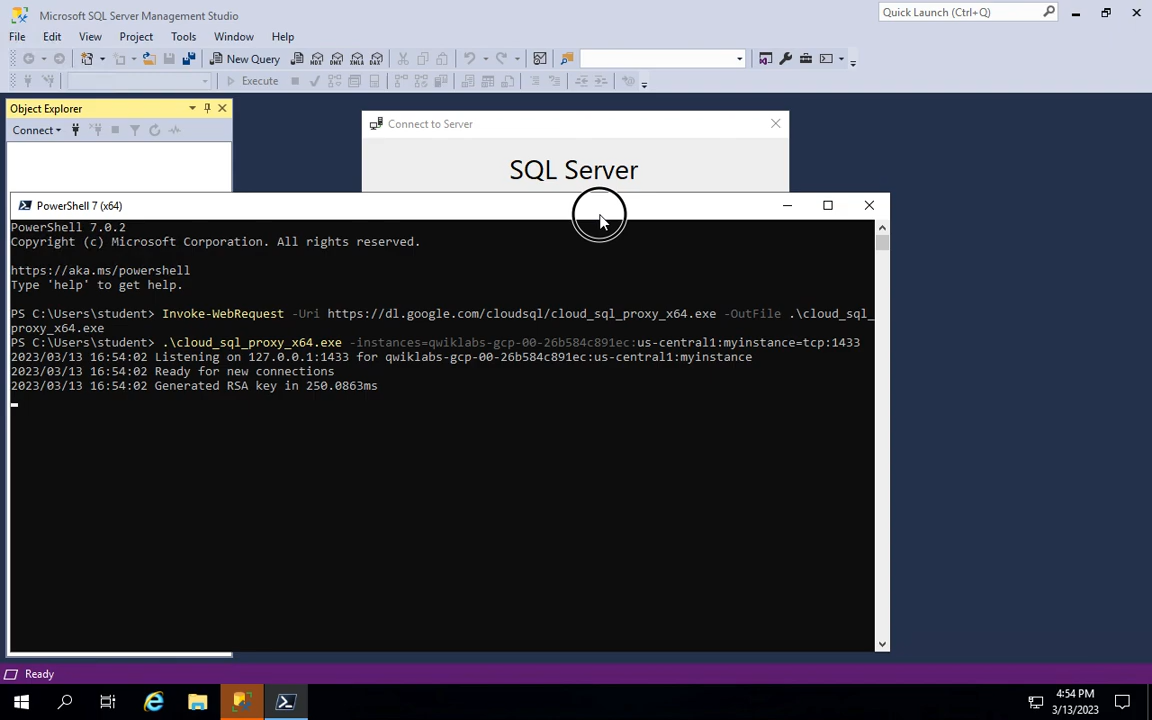 Microsoft SQL Server Management Studio
Quick Launch (Ctrl+Q)
File Edit View Project Tools Window Help
New Query
MDX DMX XMLA DAX
Execute
Object Explorer
Connect to Server
Connect
SQL Server
PowerShell 7 (x64)
PowerShell 7.0.2
Copyright (c) Microsoft Corporation. All rights reserved.
https://aka.ms/powershell
Type 'help' to get help.
PS C:\Users\student> Invoke-WebRequest -Uri https://dl.google.com/cloudsql/cloud_sql_proxy_x64.exe -OutFile .\cloud_sql_
proxy_x64.exe
PS C:\Users\student> .\cloud_sql_proxy_x64.exe -instances=qwiklabs-gcp-00-26b584c891ec:us-central1:myinstance=tcp:1433
2023/03/13 16:54:02 Listening on 127.0.0.1:1433 for qwiklabs-gcp-00-26b584c891ec:us-central1:myinstance
2023/03/13 16:54:02 Ready for new connections
2023/03/13 16:54:02 Generated RSA key in 250.0863ms
Ready
4:54 PM
3/13/2023